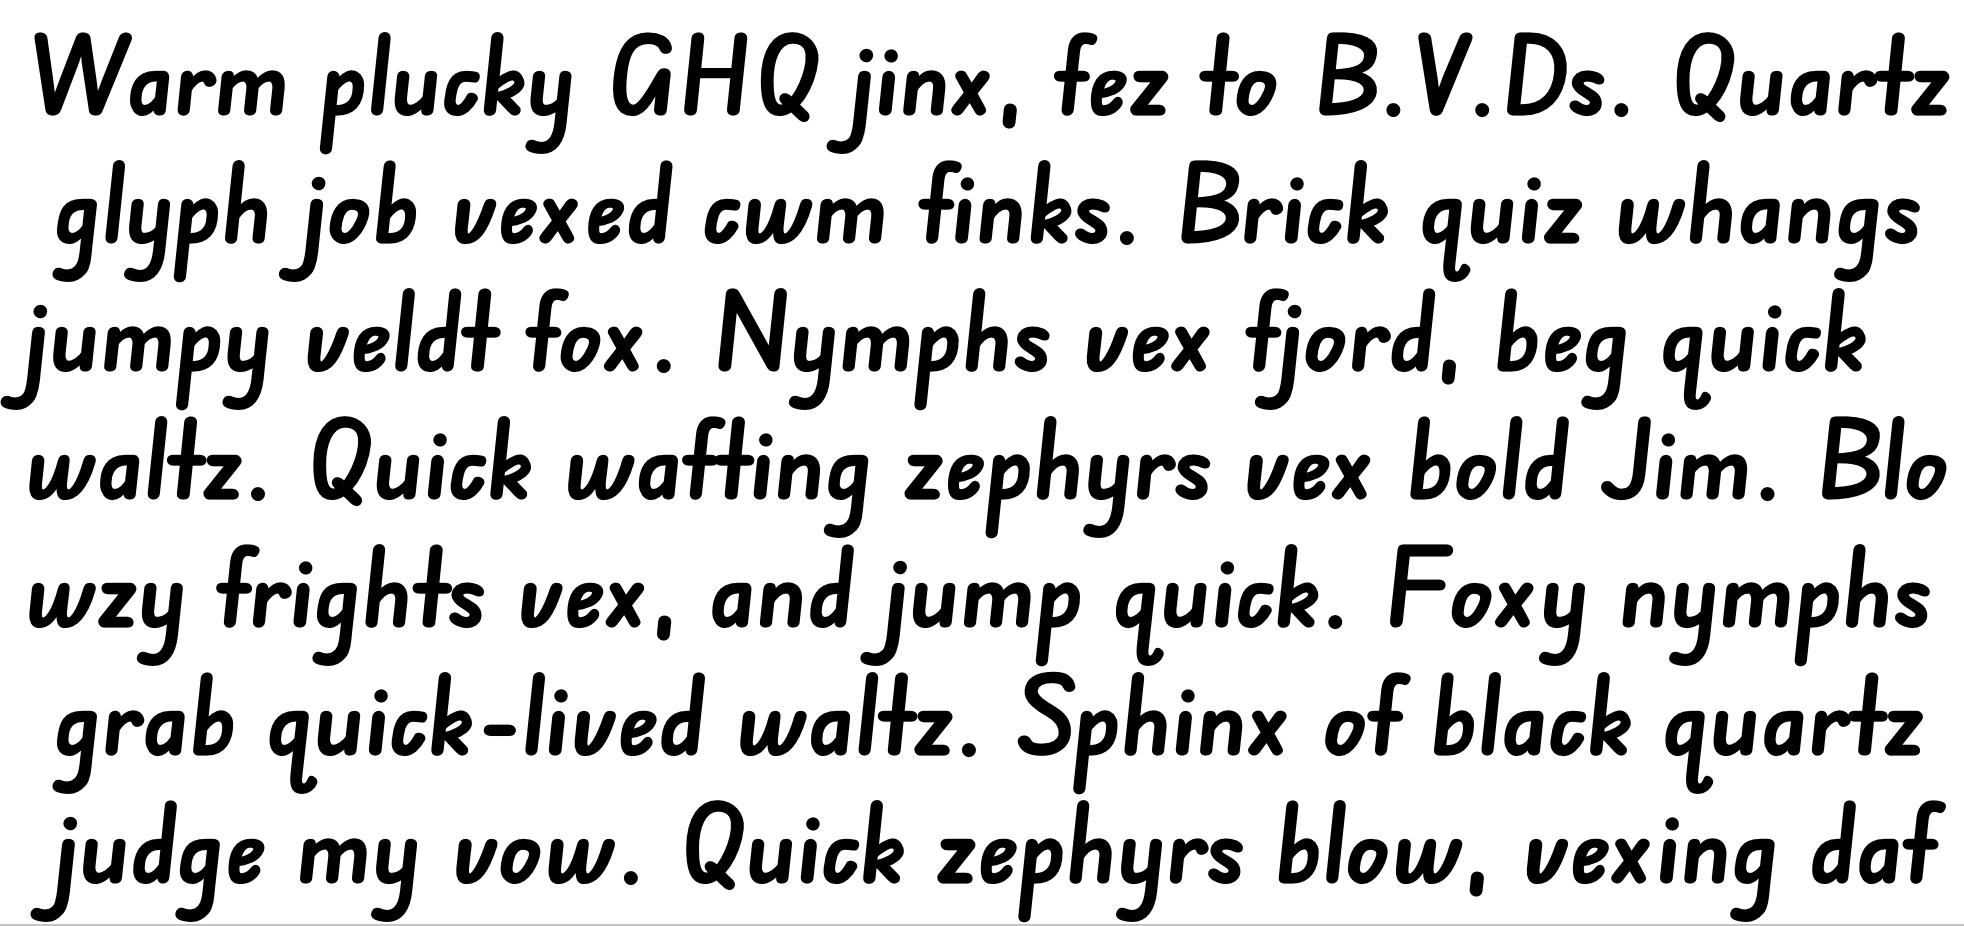 Warm plucky GHQ jinx, fez to B.V.Ds. Quartz
glyph job vexed cwm finks. Brick quiz whangs
jumpy veldt fox. Nymphs vex fjord, beg quick
waltz. Quick wafting zephyrs vex bold Jim. Blo
wzy frights vex, and jump quick. Foxy nymphs
grab quick-lived waltz. Sphinx of black quartz
judge my vow. Quick zephyrs blow, vexing daf